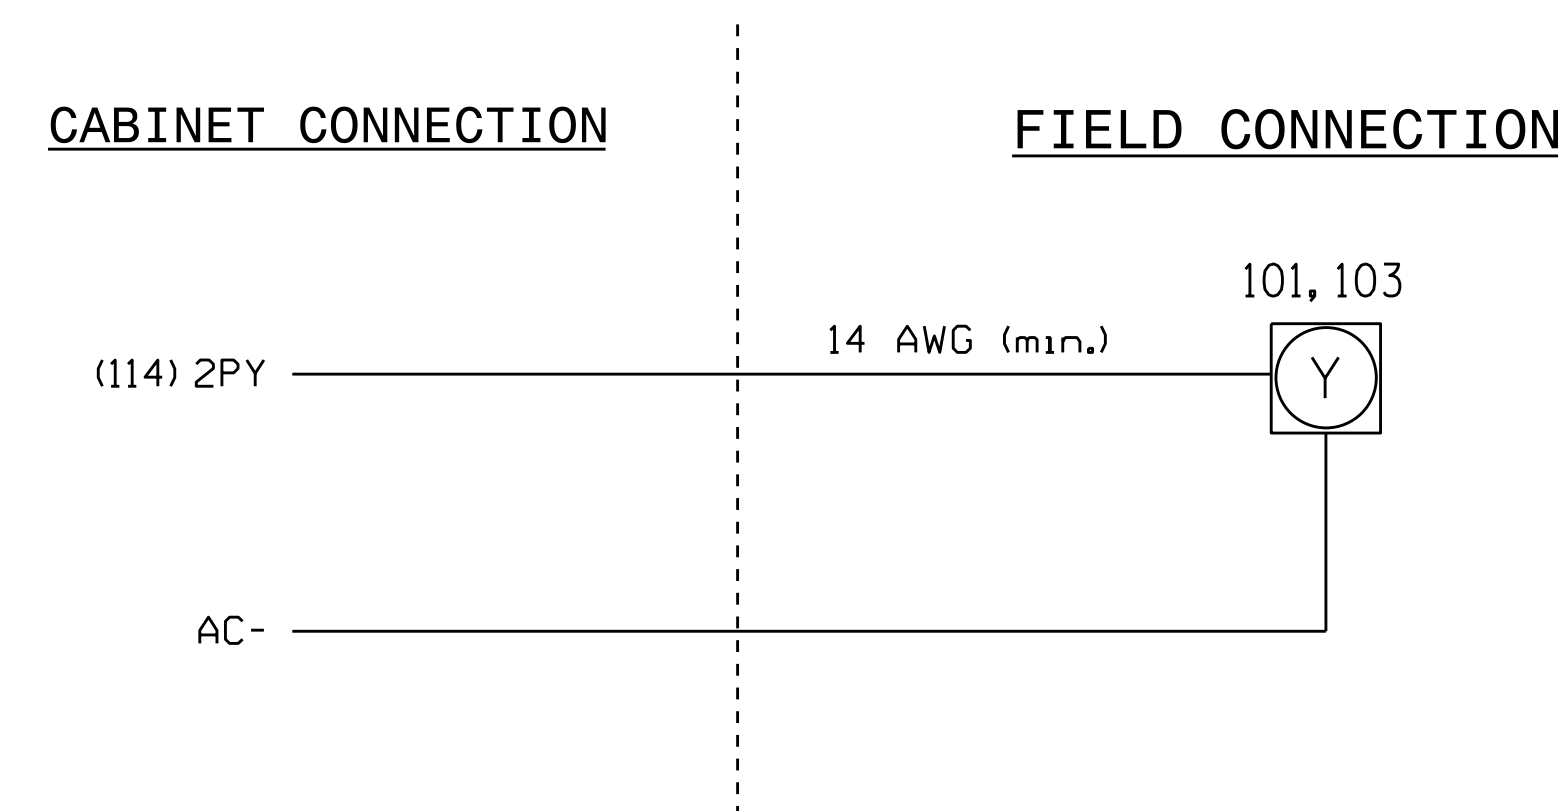 CABINET CONNECTION
FIELD CONNECTION
101, 103
14 AWG (min.)
(114) 2PY
Y
AC-